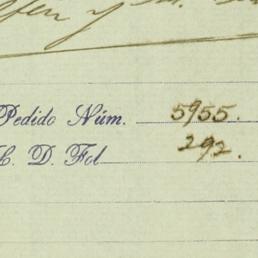 Pedido Núm. 5955.
C. D. Fol 292.